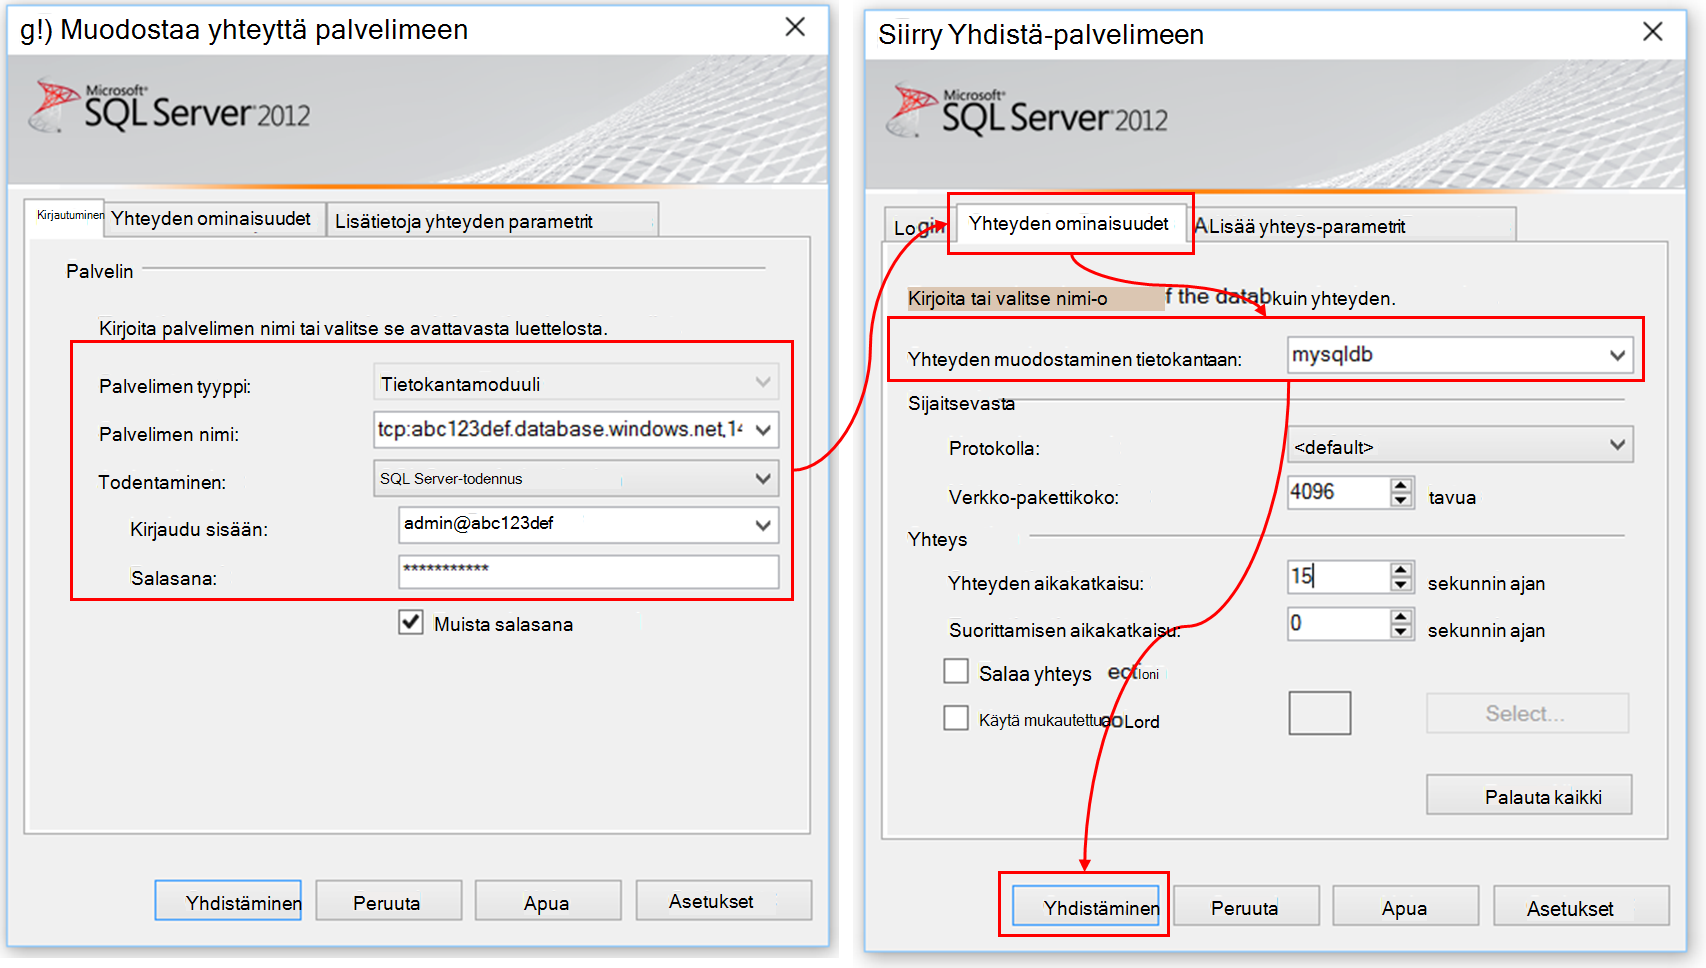 g!) Muodostaa yhteyttä palvelimeen
Microsoft®
SQL Server® 2012
Kirjautuminen
Yhteyden ominaisuudet
Lisätietoja yhteyden parametrit
Palvelin
Kirjoita palvelimen nimi tai valitse se avattavasta luettelosta.
Palvelimen tyyppi:
Tietokantamoduuli
Palvelimen nimi:
tcp:abc123def.database.windows.net,14
Todentaminen:
SQL Server-todennus
Kirjaudu sisään:
admin@abc123def
Salasana:
***********
Muista salasana
Yhdistäminen
Peruuta
Apua
Asetukset
Siirry Yhdistä-palvelimeen
Microsoft®
SQL Server® 2012
Login
Yhteyden ominaisuudet
ALisää yhteys-parametrit
Kirjoita tai valitse nimi-o f the datab kuin yhteyden.
Yhteyden muodostaminen tietokantaan:
mysqldb
Sijaitsevasta
Protokolla:
<default>
Verkko-pakettikoko:
4096
tavua
Yhteys
Yhteyden aikakatkaisu:
15
sekunnin ajan
Suorittamisen aikakatkaisu:
0
sekunnin ajan
Salaa yhteys
Käytä mukautettua
Select...
Palauta kaikki
Yhdistäminen
Peruuta
Apua
Asetukset